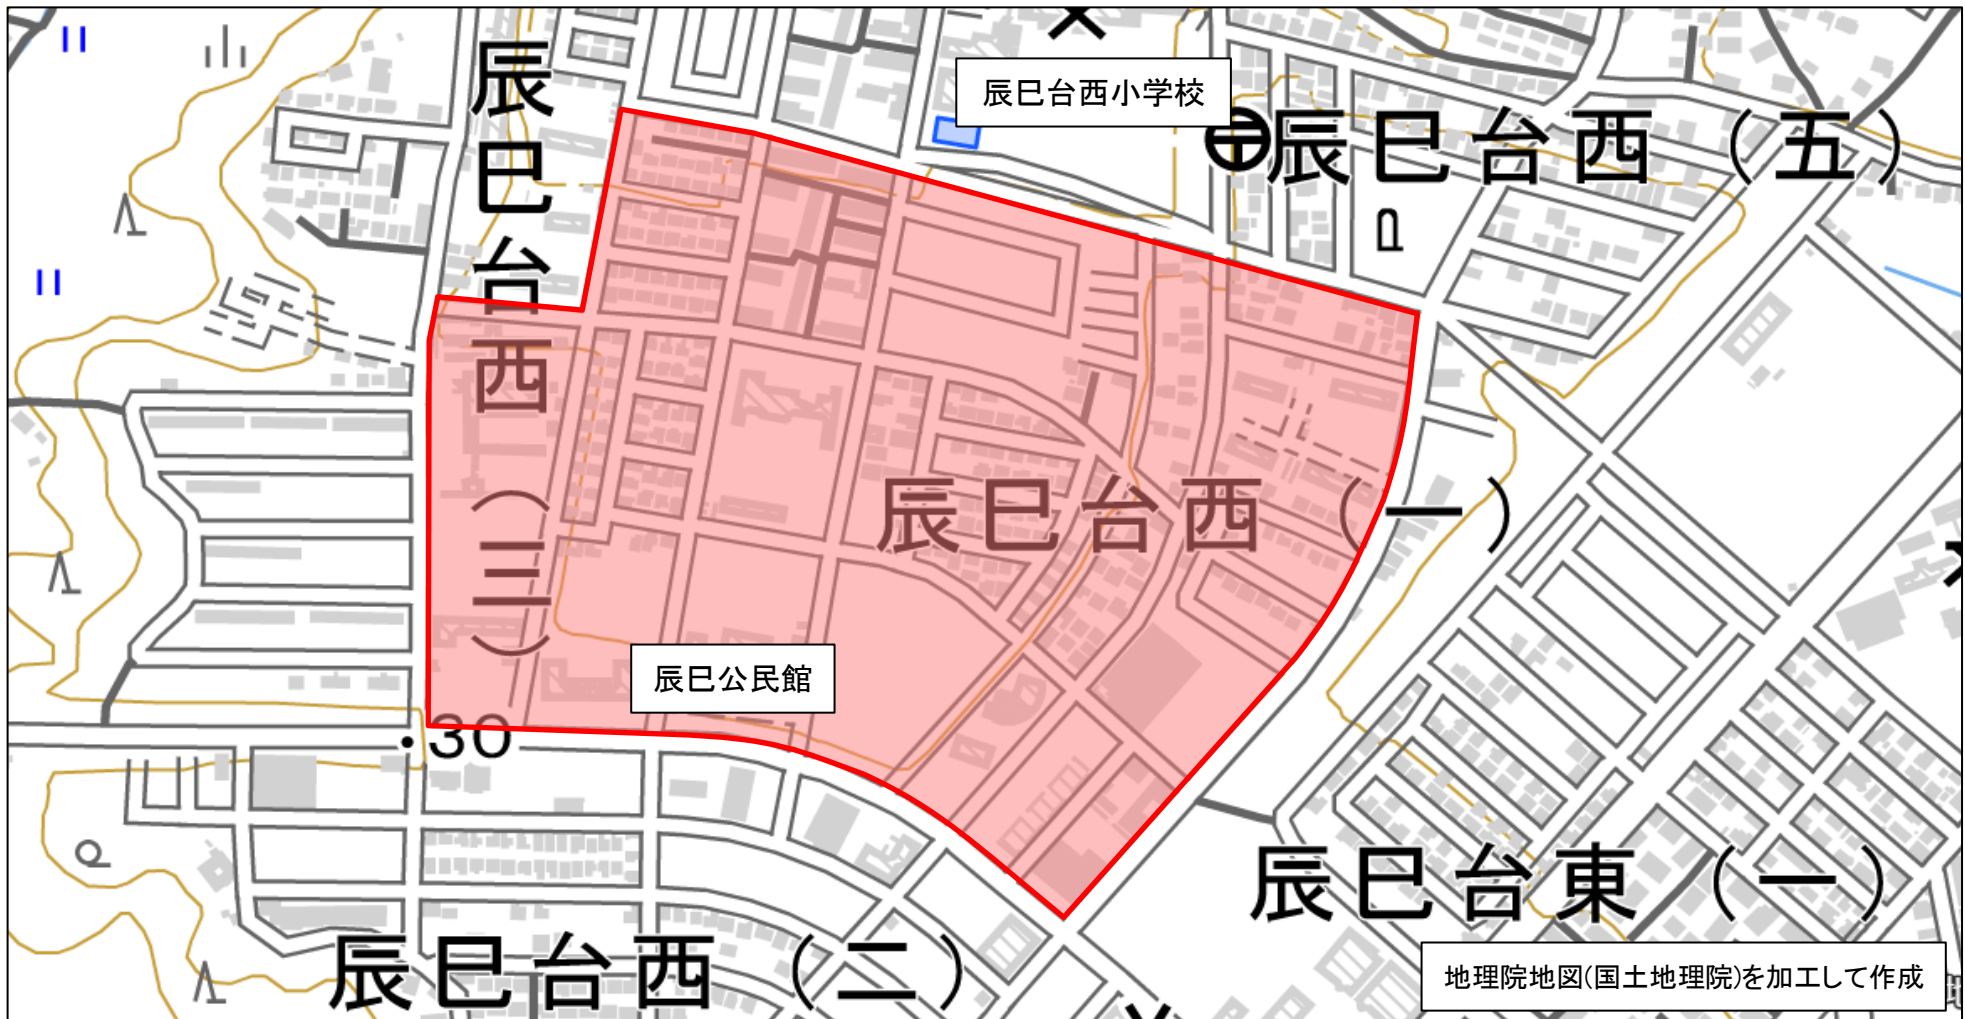 辰巳台西小学校
辰巳台西（五）
辰巳台西（三）
辰巳台西（一）
辰巳公民館
30
辰巳台東（一）
辰巳台西（二）
地理院地図(国土地理院)を加工して作成